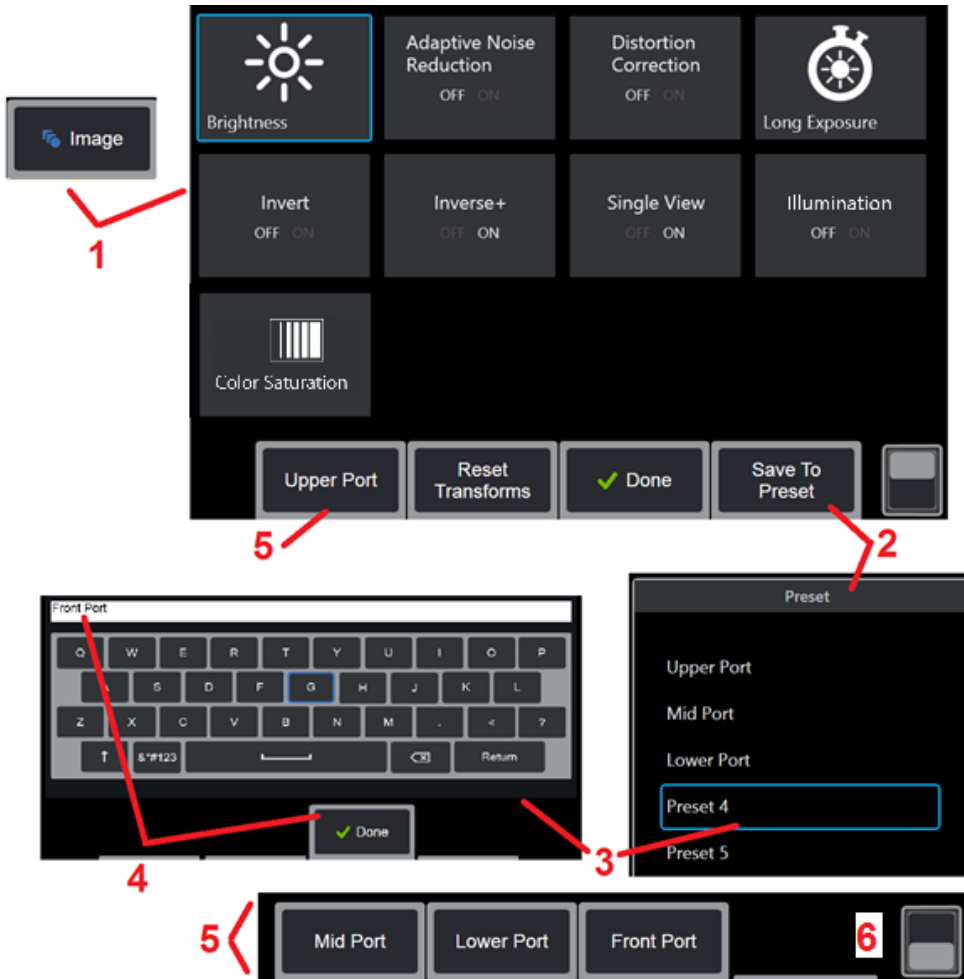 Image
1
Brightness
Adaptive Noise
Reduction
OFF ON
Distortion
Correction
OFF ON
Long Exposure
Invert
OFF ON
Inverse+
OFF ON
Single View
OFF ON
Illumination
OFF ON
Color Saturation
Upper Port
Reset
Transforms
Done
Save To
Preset
5
2
Front Port
Q W E R T Y U I O P
S D F G H J K L
Z X C V B N M . < ?
↑ &*#123 Return
Done
4
3
Preset
Upper Port
Mid Port
Lower Port
Preset 4
Preset 5
5
Mid Port
Lower Port
Front Port
6